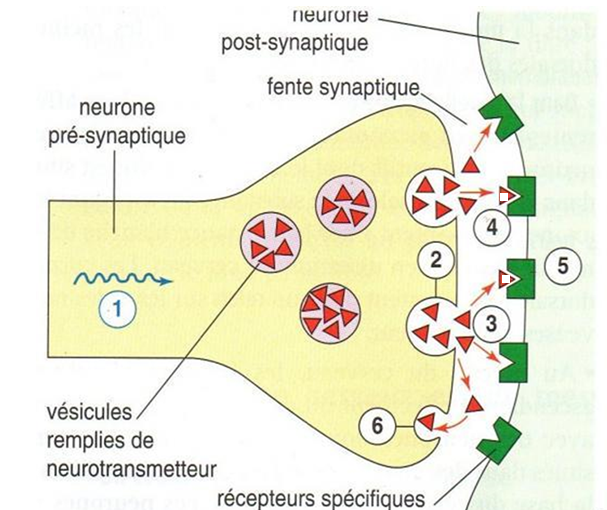 neurone
post-synaptique
fente synaptique
neurone
pré-synaptique
1
2
3
4
5
6
vésicules
remplies de
neurotransmetteur
récepteurs spécifiques